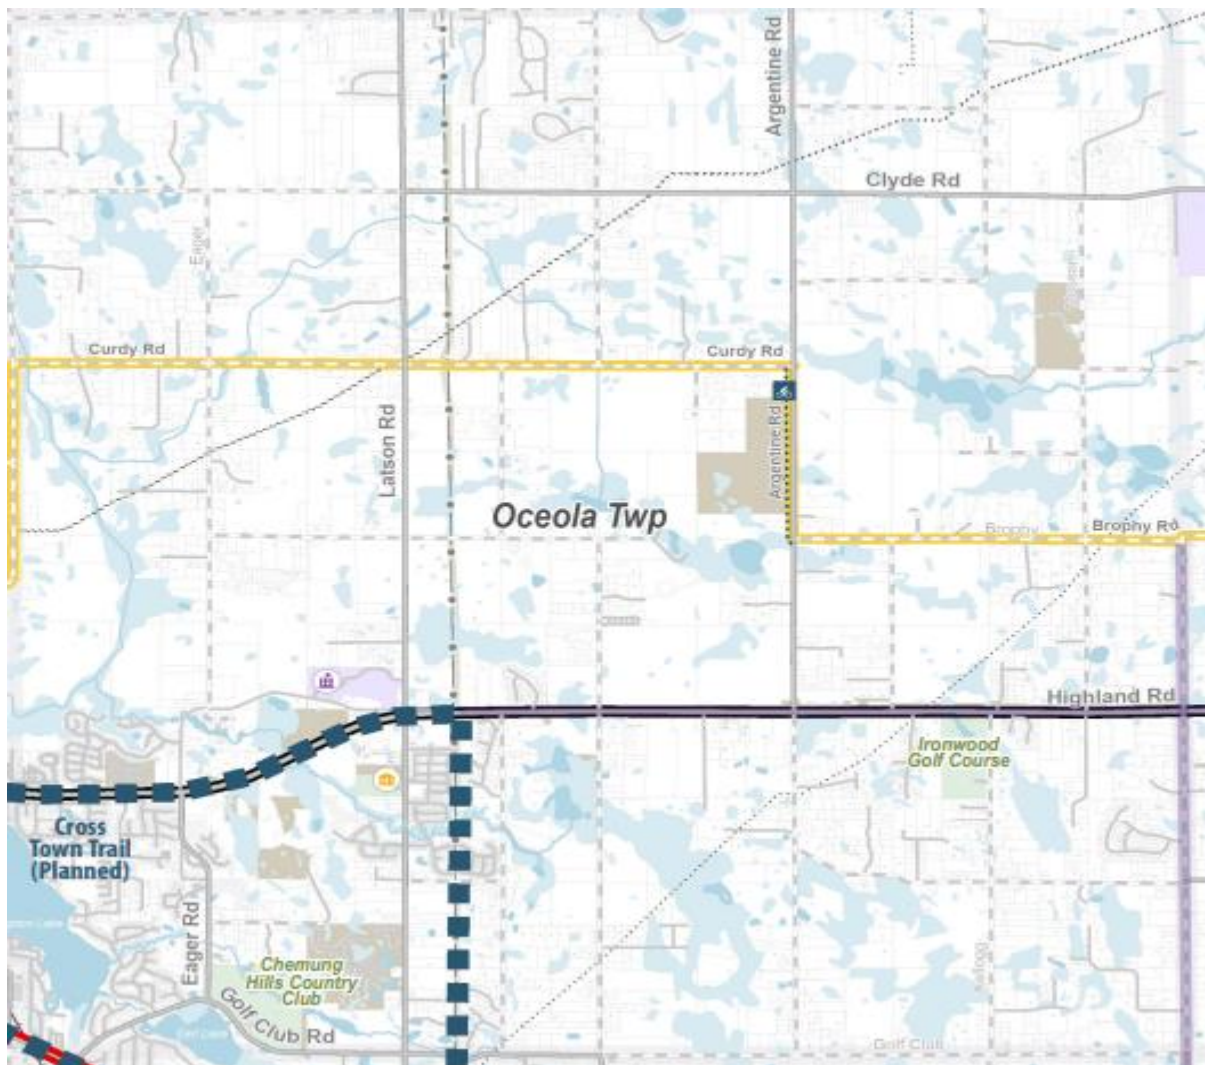 Argentine Rd
Clyde Rd
Eager
Curdy Rd
Curdy Rd
Latson Rd
Argentine Rd
Oceola Twp
Brophy
Brophy Rd
Highland Rd
Ironwood
Golf Course
Cross
Town Trail
(Planned)
Eager Rd
Chemung
Hills Country
Club
Golf Club Rd
Golf Club